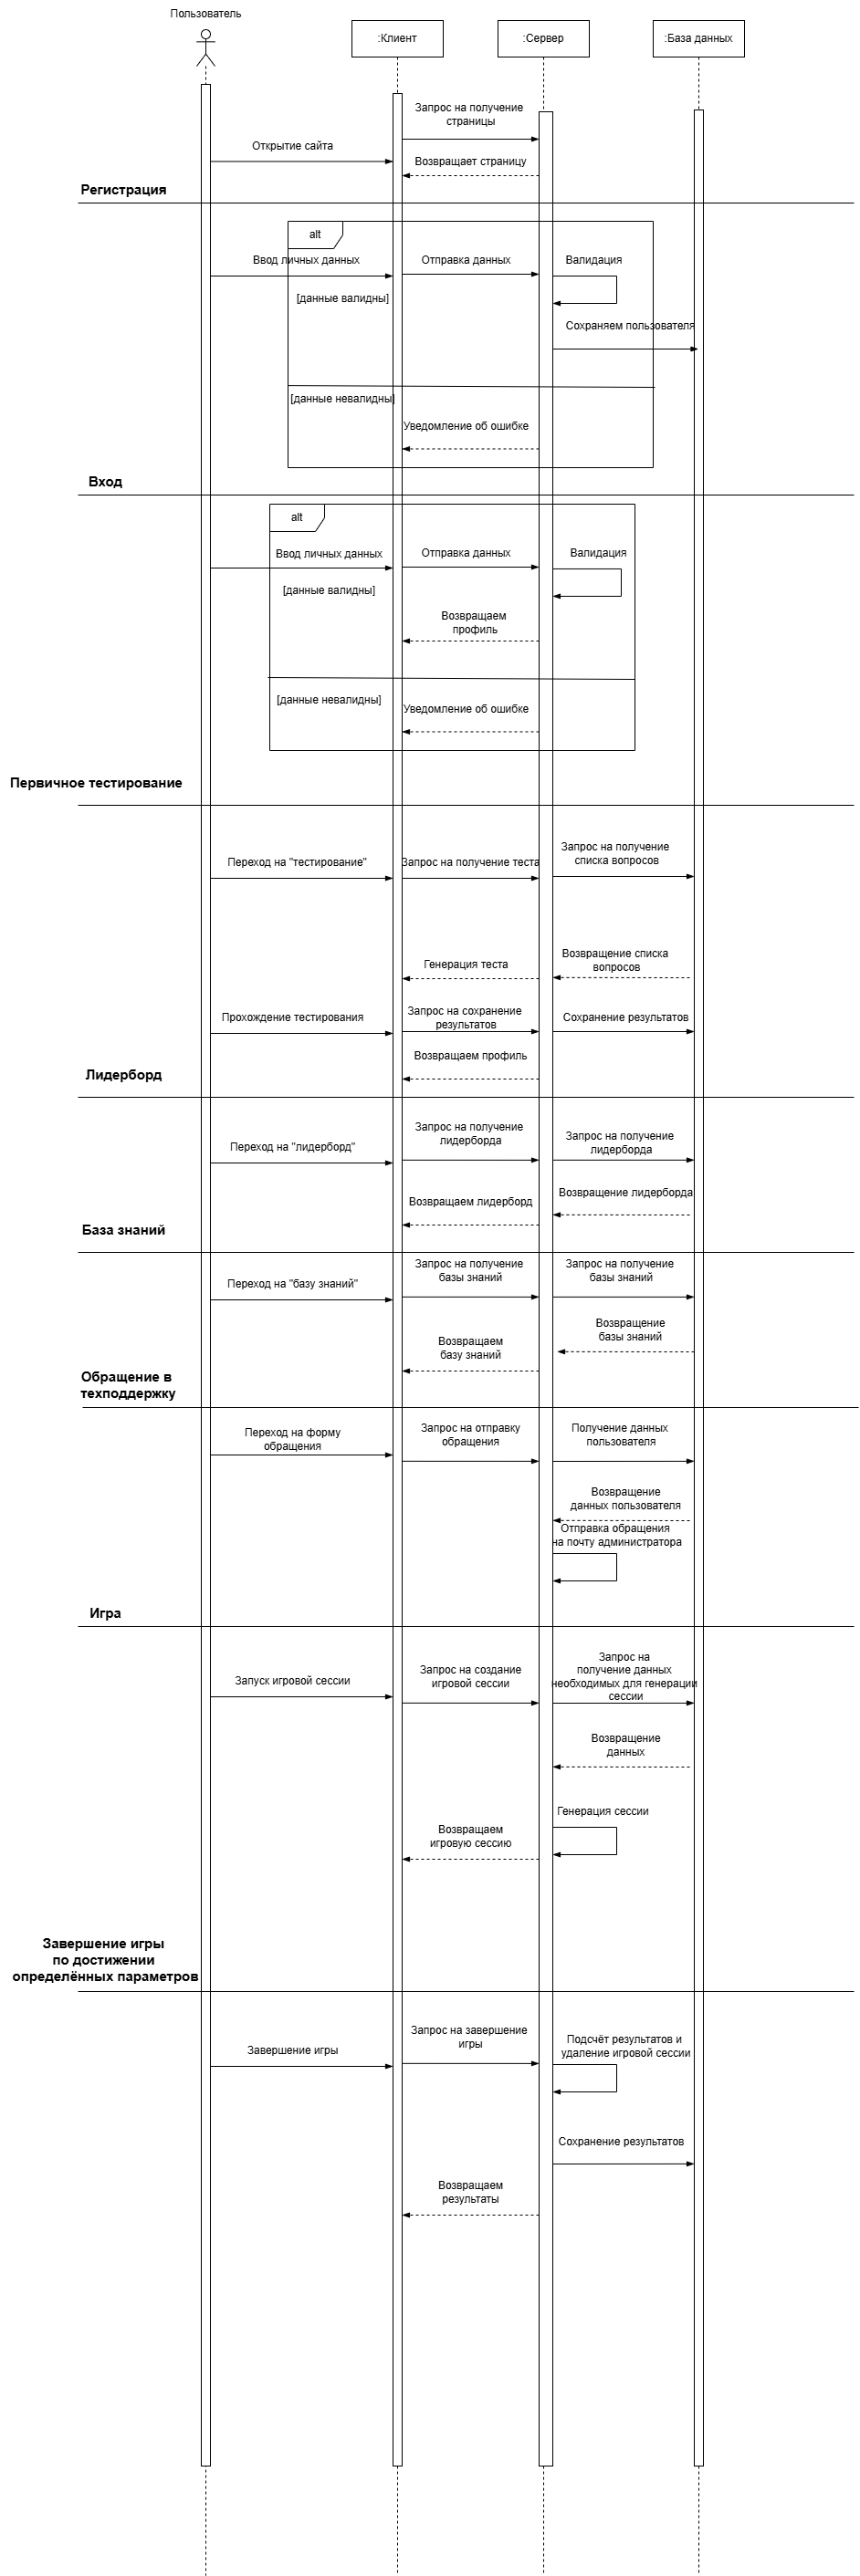 Пользователь
:Клиент
:Сервер
:База данных
Запрос на получение
страницы
Открытие сайта
Возвращает страницу
Регистрация
alt
Ввод личных данных
Отправка данных
Валидация
[данные валидны]
Сохраняем пользователя
[данные невалидны]
Уведомление об ошибке
Вход
alt
Ввод личных данных
Отправка данных
Валидация
[данные валидны]
Возвращаем
профиль
[данные невалидны]
Уведомление об ошибке
Первичное тестирование
Переход на "тестирование"
Запрос на получение теста
Запрос на получение
списка вопросов
Генерация теста
Возвращение списка
вопросов
Прохождение тестирования
Запрос на сохранение
результатов
Сохранение результатов
Возвращаем профиль
Лидерборд
Переход на "лидерборд"
Запрос на получение
лидерборда
Запрос на получение
лидерборда
Возвращаем лидерборд
Возвращение лидерборда
База знаний
Переход на "базу знаний"
Запрос на получение
базы знаний
Запрос на получение
базы знаний
Возвращение
базы знаний
Возвращаем
базу знаний
Обращение в
техподдержку
Переход на форму
обращения
Запрос на отправку
обращения
Получение данных
пользователя
Возвращение
данных пользователя
Отправка обращения
на почту администратора
Игра
Запуск игровой сессии
Запрос на создание
игровой сессии
Запрос на
получение данных
необходимых для генерации
сессии
Возвращение
данных
Генерация сессии
Возвращаем
игровую сессию
Завершение игры
по достижении
определённых параметров
Завершение игры
Запрос на завершение
игры
Подсчёт результатов и
удаление игровой сессии
Сохранение результатов
Возвращаем
результаты